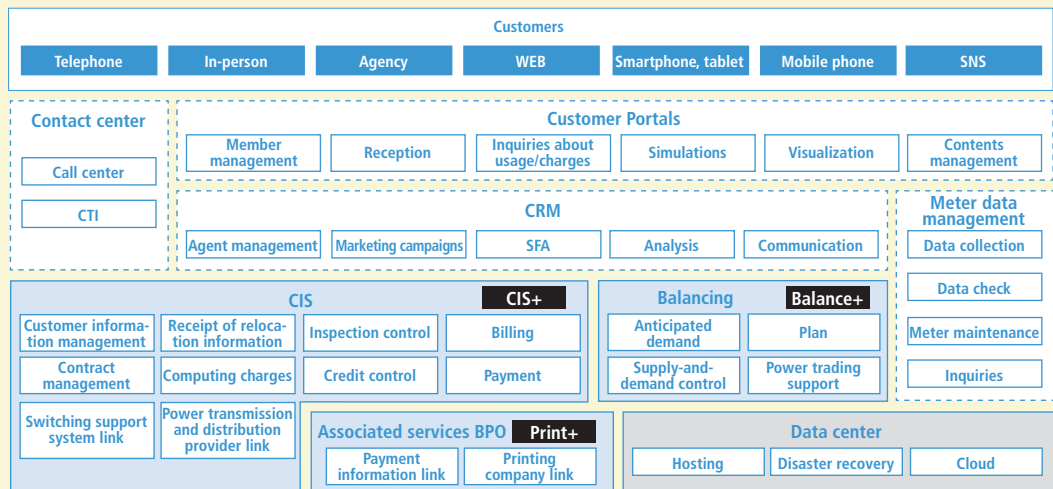 Customers
Telephone
In-person
Agency
WEB
Smartphone, tablet
Mobile phone
SNS
Contact center
Call center
CTI
Customer Portals
Member
management
Reception
Inquiries about
usage/charges
Simulations
Visualization
Contents
management
CRM
Agent management
Marketing campaigns
SFA
Analysis
Communication
Meter data
management
Data collection
Data check
Meter maintenance
Inquiries
CIS
CIS+
Customer informa-
tion management
Receipt of reloca-
tion information
Inspection control
Billing
Contract
management
Computing charges
Credit control
Payment
Switching support
system link
Power transmission
and distribution
provider link
Balancing
Balance+
Anticipated
demand
Plan
Supply-and-
demand control
Power trading
support
Associated services BPO
Print+
Payment
information link
Printing
company link
Data center
Hosting
Disaster recovery
Cloud